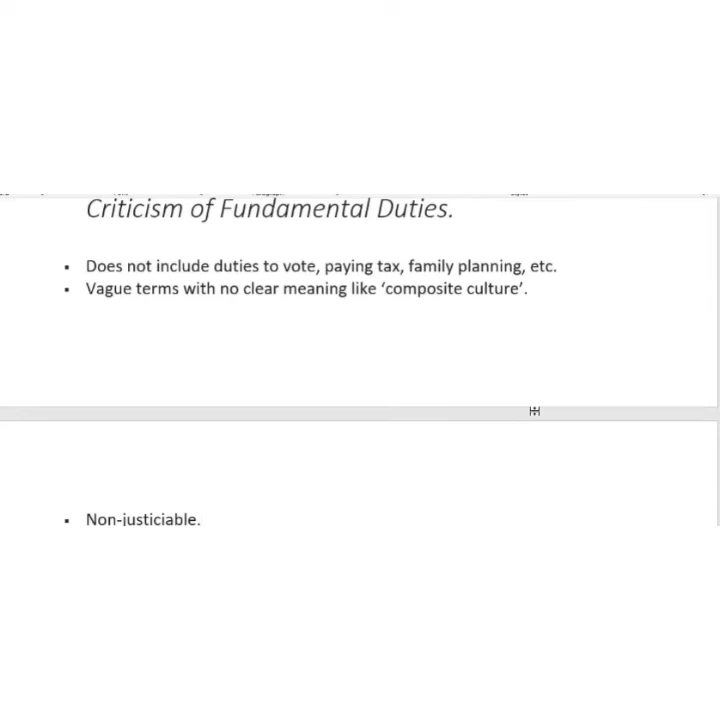 Criticism of Fundamental Duties.
▪ Does not include duties to vote, paying tax, family planning, etc.
▪ Vague terms with no clear meaning like ‘composite culture’.
▪ Non-justiciable.